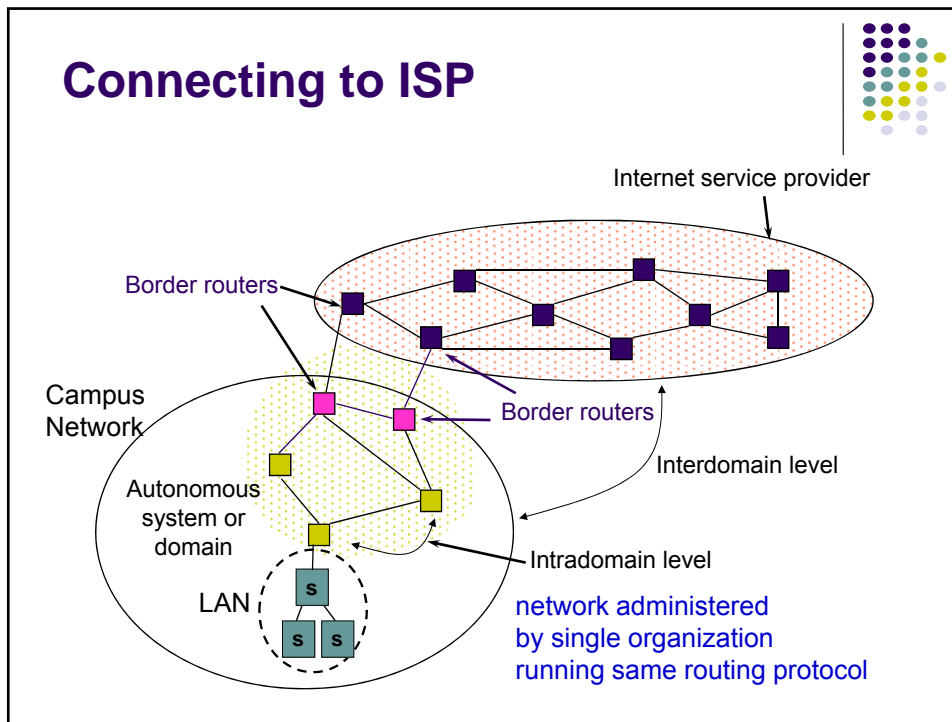 Connecting to ISP
Internet service provider
Border routers
Campus
Network
Border routers
Interdomain level
Autonomous
system or
domain
Intradomain level
LAN
s
s
s
network administered
by single organization
running same routing protocol